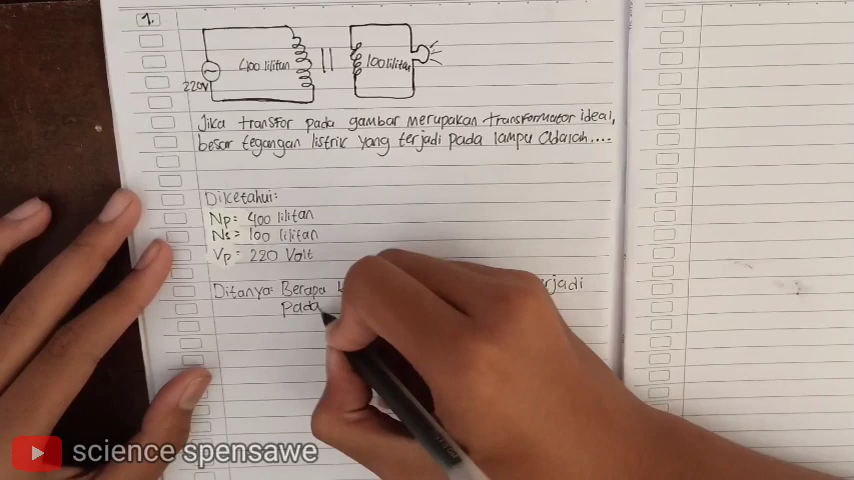 1.
400 lilitan
100 lilitan
220V
Jika transfor pada gambar merupakan transformator ideal,
besar tegangan listrik yang terjadi pada lampu adalah....
Diketahui:
Np= 400 lilitan
Ns= 100 lilitan
Vp= 220 Volt
Ditanya: Berapa
Pada
science spensawe